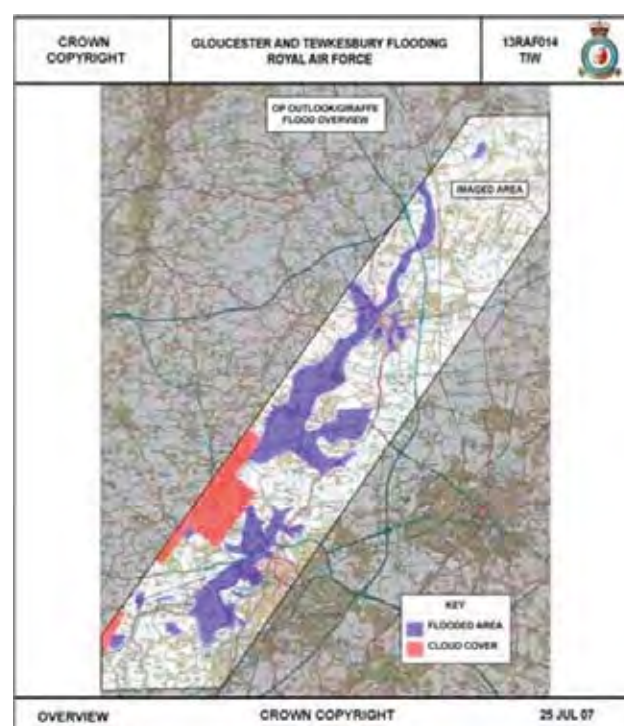 CROWN
COPYRIGHT
GLOUCESTER AND TEWKESBURY FLOODING
ROYAL AIR FORCE
13RAF014
TIW
OP OUTLOOK/GIRAFFE
FLOOD OVERVIEW
IMAGED AREA
KEY
FLOODED AREA
CLOUD COVER
OVERVIEW
CROWN COPYRIGHT
25 JUL 07